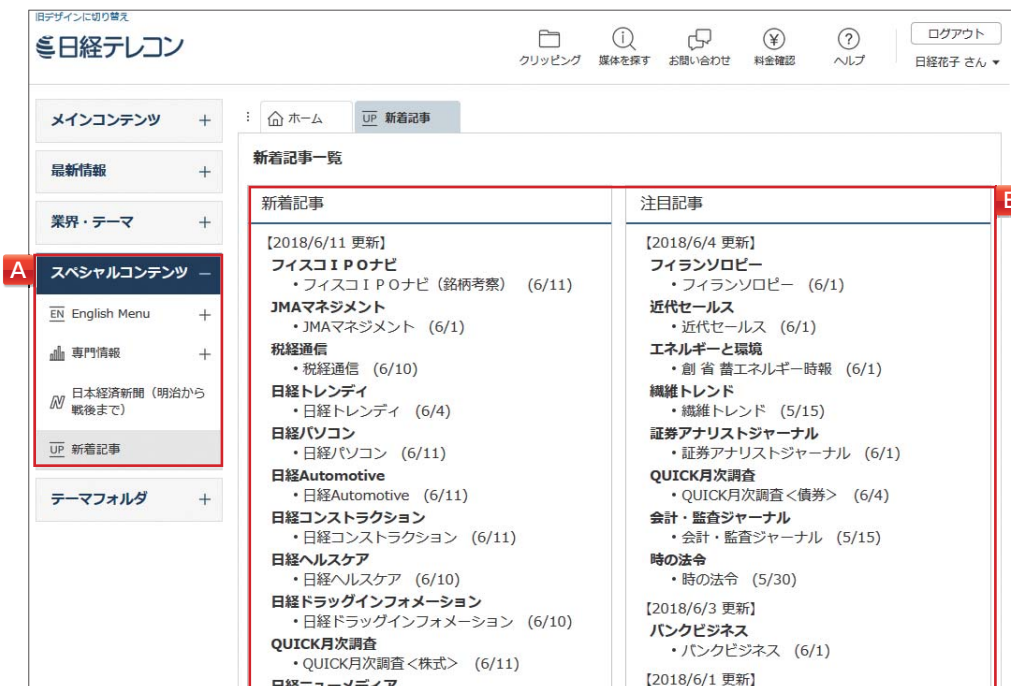 旧デザインに切り替え
日経テレコン
クリッピング
媒体を探す
お問い合わせ
料金確認
ヘルプ
ログアウト
日経花子 さん ▼
メインコンテンツ +
最新情報 +
業界・テーマ +
A
スペシャルコンテンツ −
EN English Menu +
専門情報 +
日本経済新聞(明治から
戦後まで)
UP 新着記事
テーマフォルダ +
ホーム
UP 新着記事
新着記事一覧
新着記事
【2018/6/11 更新】
フィスコIPOナビ
・フィスコIPOナビ(銘柄考察) (6/11)
JMAマネジメント
・JMAマネジメント (6/1)
税経通信
・税経通信 (6/10)
日経トレンディ
・日経トレンディ (6/4)
日経パソコン
・日経パソコン (6/11)
日経Automotive
・日経Automotive (6/11)
日経コンストラクション
・日経コンストラクション (6/11)
日経ヘルスケア
・日経ヘルスケア (6/10)
日経ドラッグインフォメーション
・日経ドラッグインフォメーション (6/10)
QUICK月次調査
・QUICK月次調査<株式> (6/11)
日経ニューメディア
注目記事
【2018/6/4 更新】
フィランソロピー
・フィランソロピー (6/1)
近代セールス
・近代セールス (6/1)
エネルギーと環境
・創 省 蓄エネルギー時報 (6/1)
繊維トレンド
・繊維トレンド (5/15)
証券アナリストジャーナル
・証券アナリストジャーナル (6/1)
QUICK月次調査
・QUICK月次調査<債券> (6/4)
会計・監査ジャーナル
・会計・監査ジャーナル (5/15)
時の法令
・時の法令 (5/30)
【2018/6/3 更新】
バンクビジネス
・バンクビジネス (6/1)
【2018/6/1 更新】